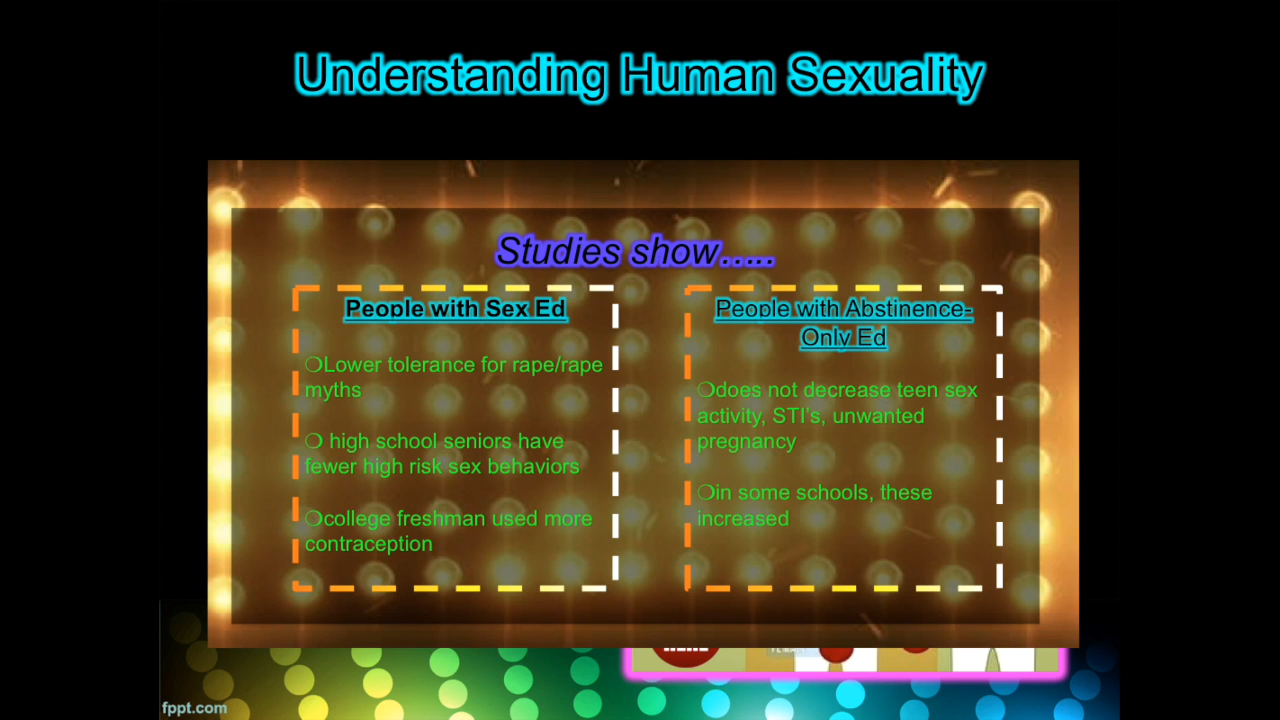 Understanding Human Sexuality
Studies show.....
People with Sex Ed
❍Lower tolerance for rape/rape
myths
❍ high school seniors have
fewer high risk sex behaviors
❍college freshman used more
contraception
People with Abstinence-
Only Ed
❍does not decrease teen sex
activity, STI's, unwanted
pregnancy
❍in some schools, these
increased
fppt.com